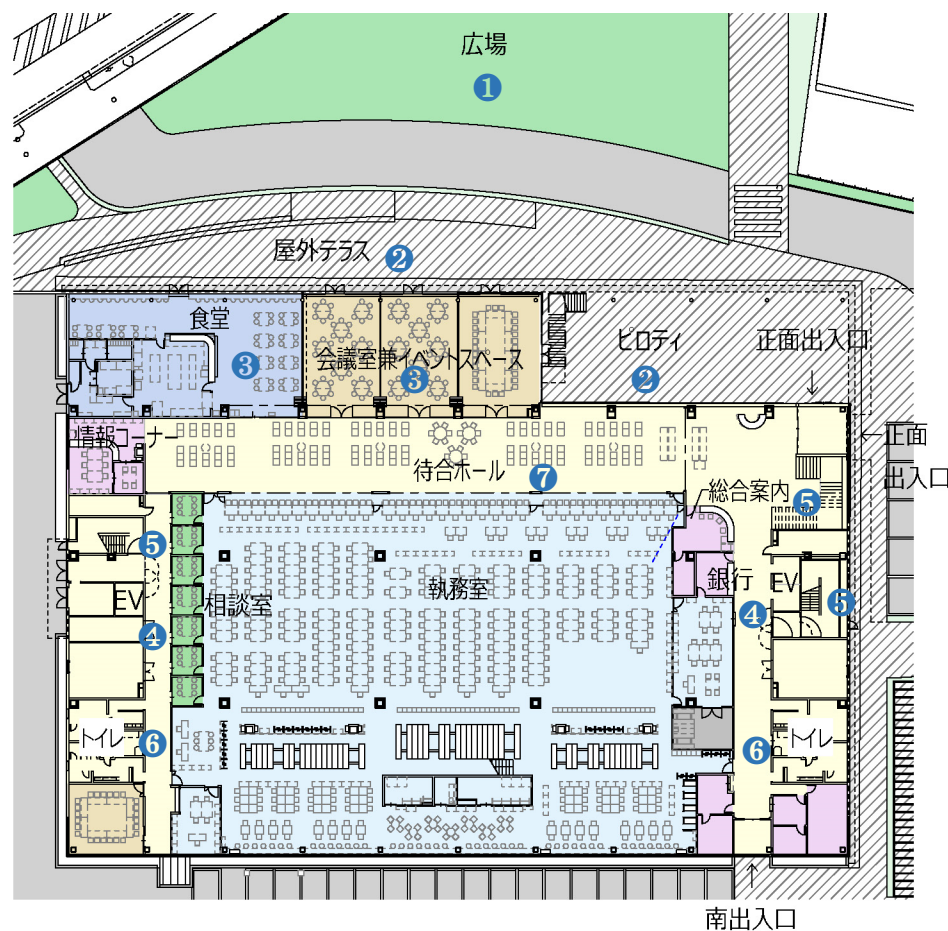 広場
❶
屋外テラス ❷
食堂
❸
会議室兼イベントスペース
❸
ピロティ
❷
正面出入口
情報コーナー
待合ホール
❼
正面
出入口
総合案内
❺
❺
EV
❹
相談室
執務室
銀行
EV
❹
❺
トイレ
❻
トイレ
❻
南出入口